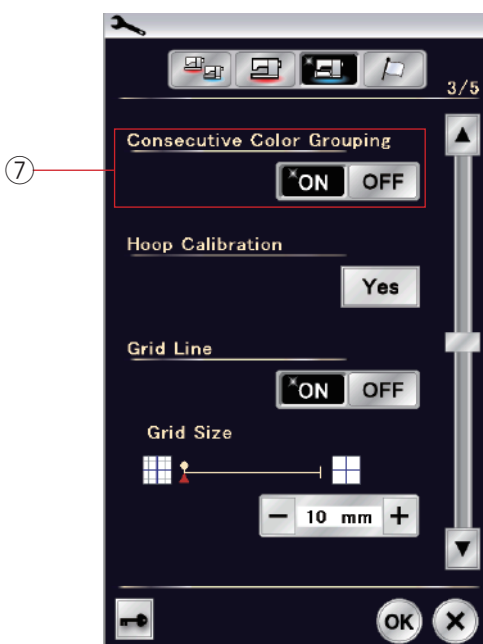 3/5
Consecutive Color Grouping
⑦
ON OFF
Hoop Calibration
Yes
Grid Line
ON OFF
Grid Size
− 10 mm +
OK ×